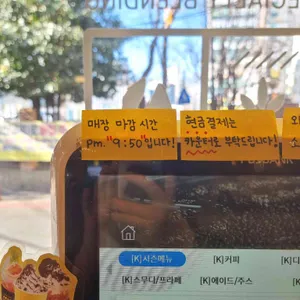 매장 마감 시간
pm. "9:50"입니다!
현금결제는
카운터로 부탁드립니다!
[K]시즌메뉴
[K]커피
[K]스무디/프라페
[K]에이드/주스